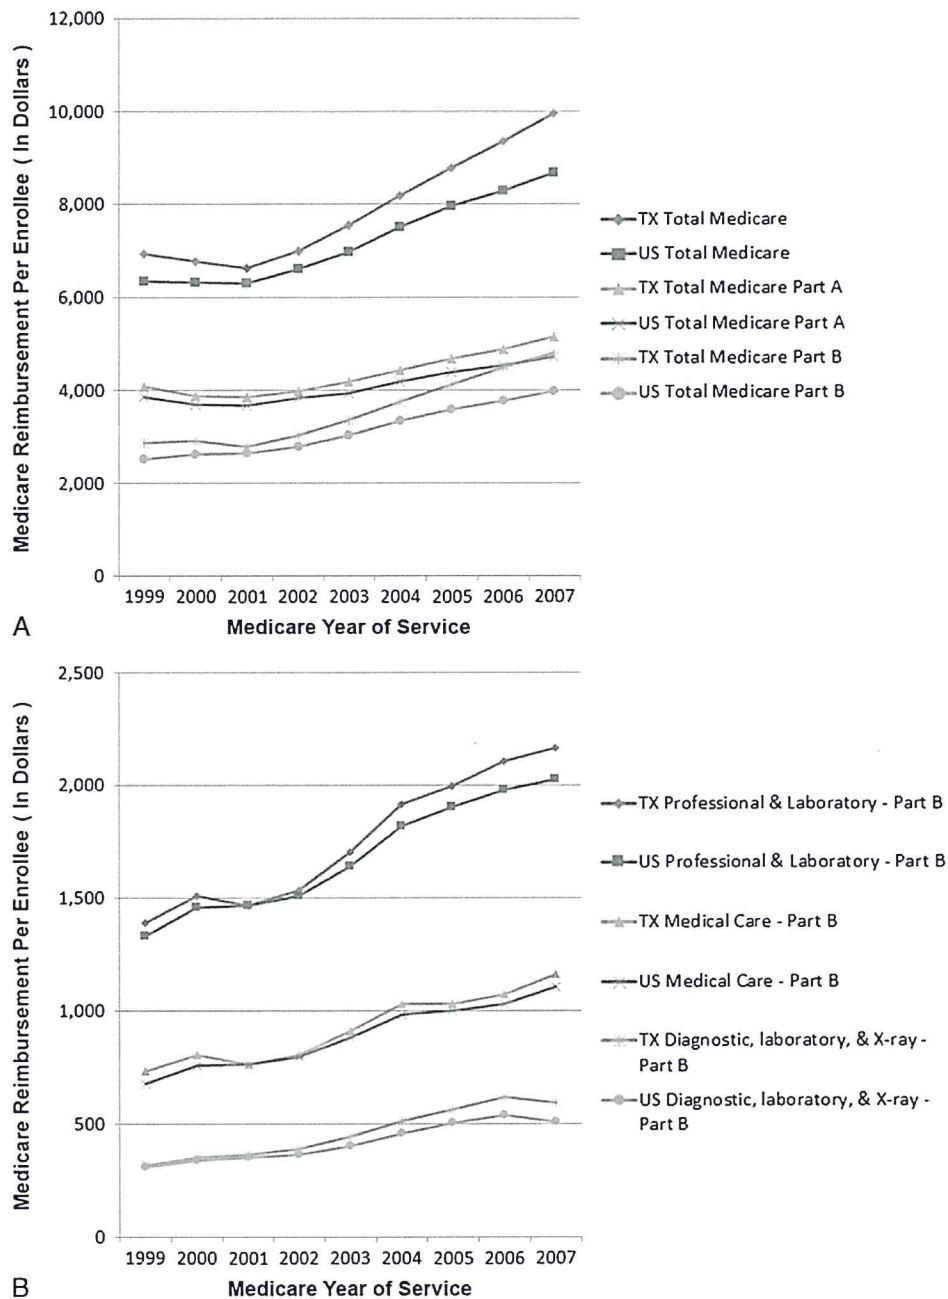 12,000
10,000
8,000
6,000
4,000
2,000
0
Medicare Reimbursement Per Enrollee ( In Dollars )
1999 2000 2001 2002 2003 2004 2005 2006 2007
Medicare Year of Service
TX Total Medicare
US Total Medicare
TX Total Medicare Part A
US Total Medicare Part A
TX Total Medicare Part B
US Total Medicare Part B
A
2,500
2,000
1,500
1,000
500
0
Medicare Reimbursement Per Enrollee ( In Dollars )
1999 2000 2001 2002 2003 2004 2005 2006 2007
Medicare Year of Service
TX Professional & Laboratory - Part B
US Professional & Laboratory - Part B
TX Medical Care - Part B
US Medical Care - Part B
TX Diagnostic, laboratory, & X-ray -
Part B
US Diagnostic, laboratory, & X-ray -
Part B
B